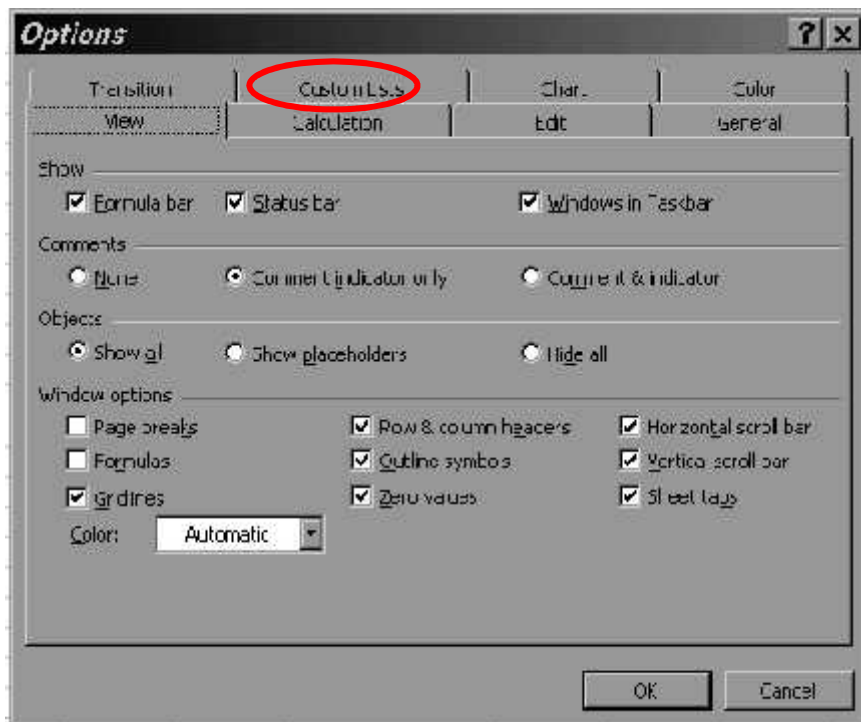 Options
Transition Custom Lists Chart Color
View Calculation Edit General
Show
Formula bar Status bar Windows in Taskbar
Comments
None Comment indicator only Comment & indicator
Objects
Show all Show placeholders Hide all
Window options
Page breaks Row & column headers Horizontal scroll bar
Formulas Outline symbols Vertical scroll bar
Gridlines Zero values Sheet tabs
Color: Automatic
OK Cancel